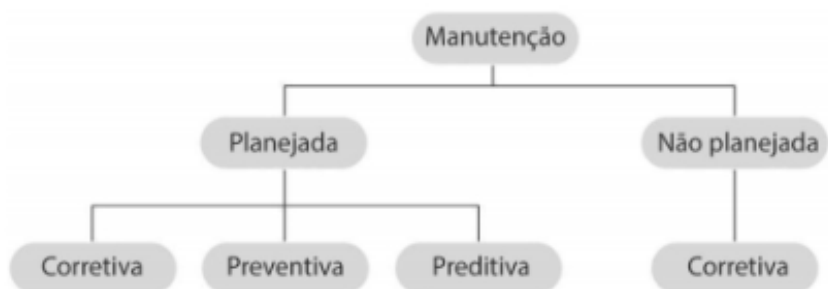 Manutenção
Planejada
Não planejada
Corretiva
Preventiva
Preditiva
Corretiva